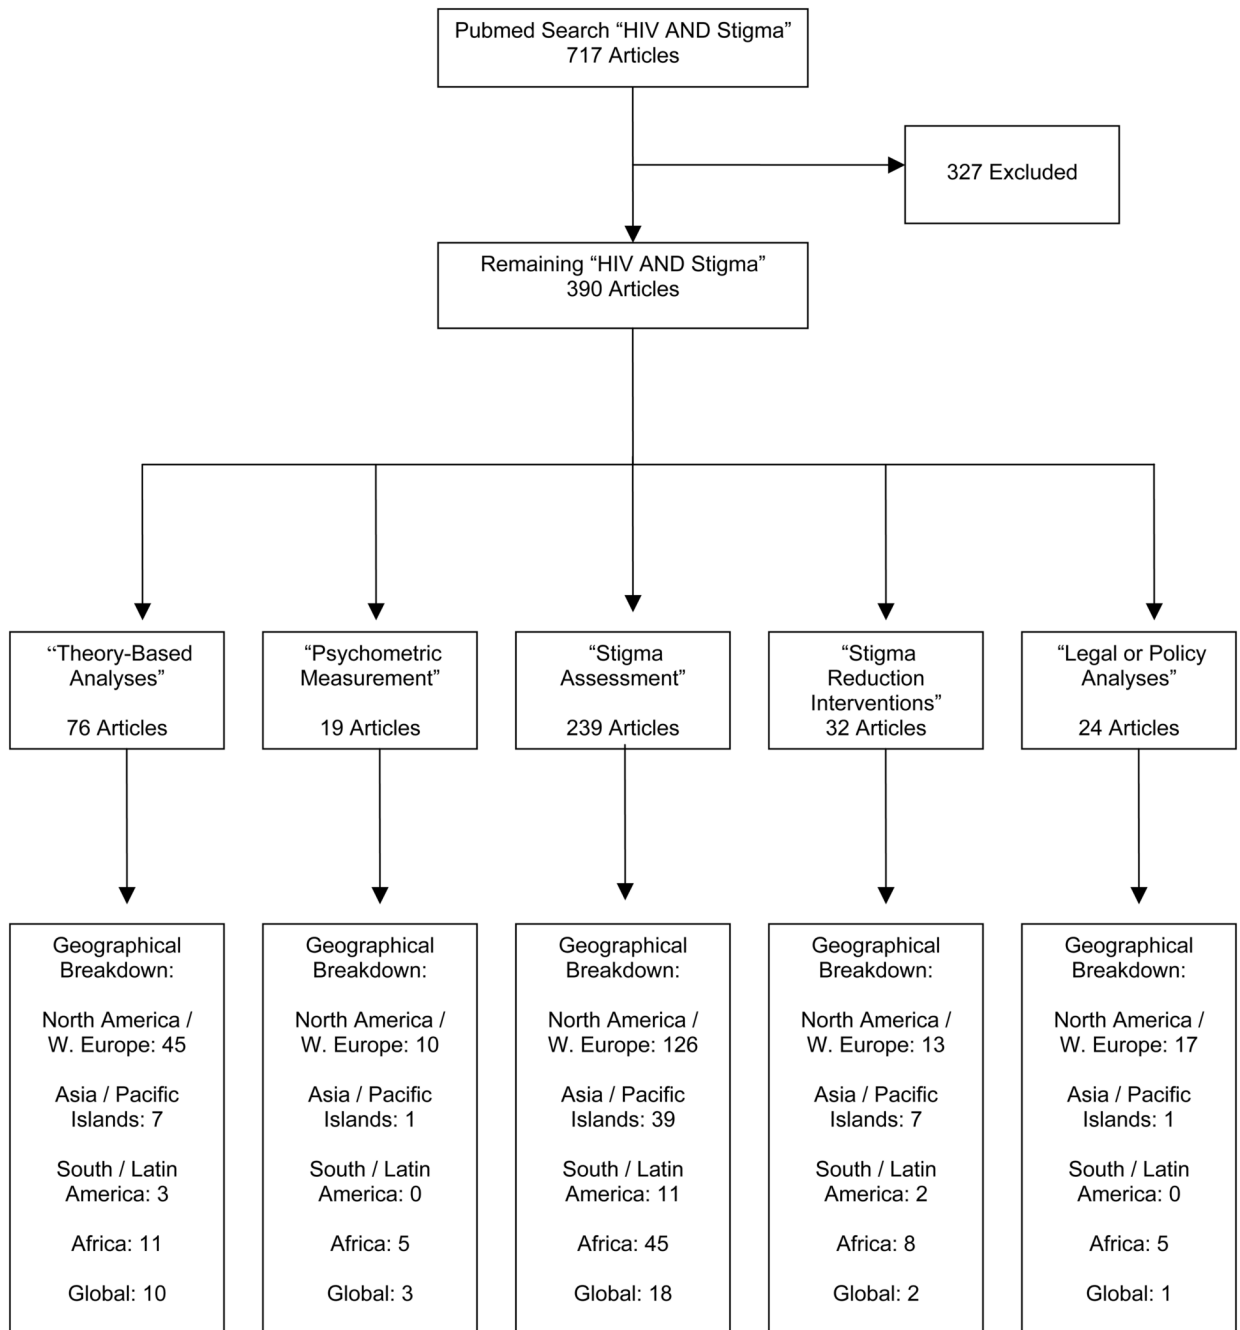 Pubmed Search “HIV AND Stigma”
717 Articles
327 Excluded
Remaining “HIV AND Stigma”
390 Articles
“Theory-Based
Analyses”
76 Articles
“Psychometric
Measurement”
19 Articles
“Stigma
Assessment”
239 Articles
“Stigma
Reduction
Interventions”
32 Articles
“Legal or Policy
Analyses”
24 Articles
Geographical
Breakdown:
North America /
W. Europe: 45
Asia / Pacific
Islands: 7
South / Latin
America: 3
Africa: 11
Global: 10
Geographical
Breakdown:
North America /
W. Europe: 10
Asia / Pacific
Islands: 1
South / Latin
America: 0
Africa: 5
Global: 3
Geographical
Breakdown:
North America /
W. Europe: 126
Asia / Pacific
Islands: 39
South / Latin
America: 11
Africa: 45
Global: 18
Geographical
Breakdown:
North America /
W. Europe: 13
Asia / Pacific
Islands: 7
South / Latin
America: 2
Africa: 8
Global: 2
Geographical
Breakdown:
North America /
W. Europe: 17
Asia / Pacific
Islands: 1
South / Latin
America: 0
Africa: 5
Global: 1